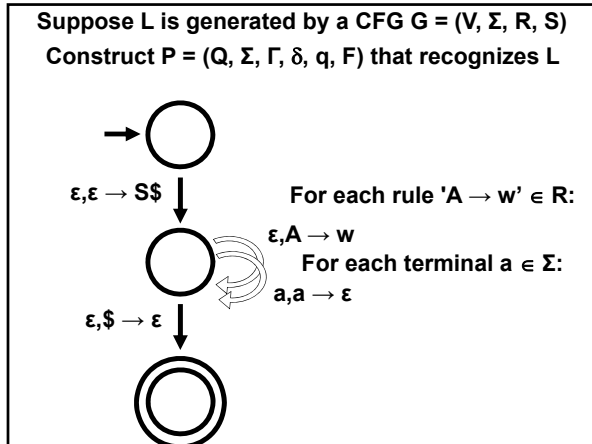 Suppose L is generated by a CFG G = (V, Σ, R, S)
Construct P = (Q, Σ, Γ, δ, q, F) that recognizes L
ε,ε → S$
For each rule 'A → w’ ∈ R:
ε,A → w
For each terminal a ∈ Σ:
a,a → ε
ε,$ → ε